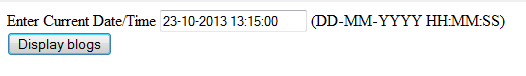 Enter Current Date/Time 23-10-2013 13:15:00 (DD-MM-YYYY HH:MM:SS)
Display blogs